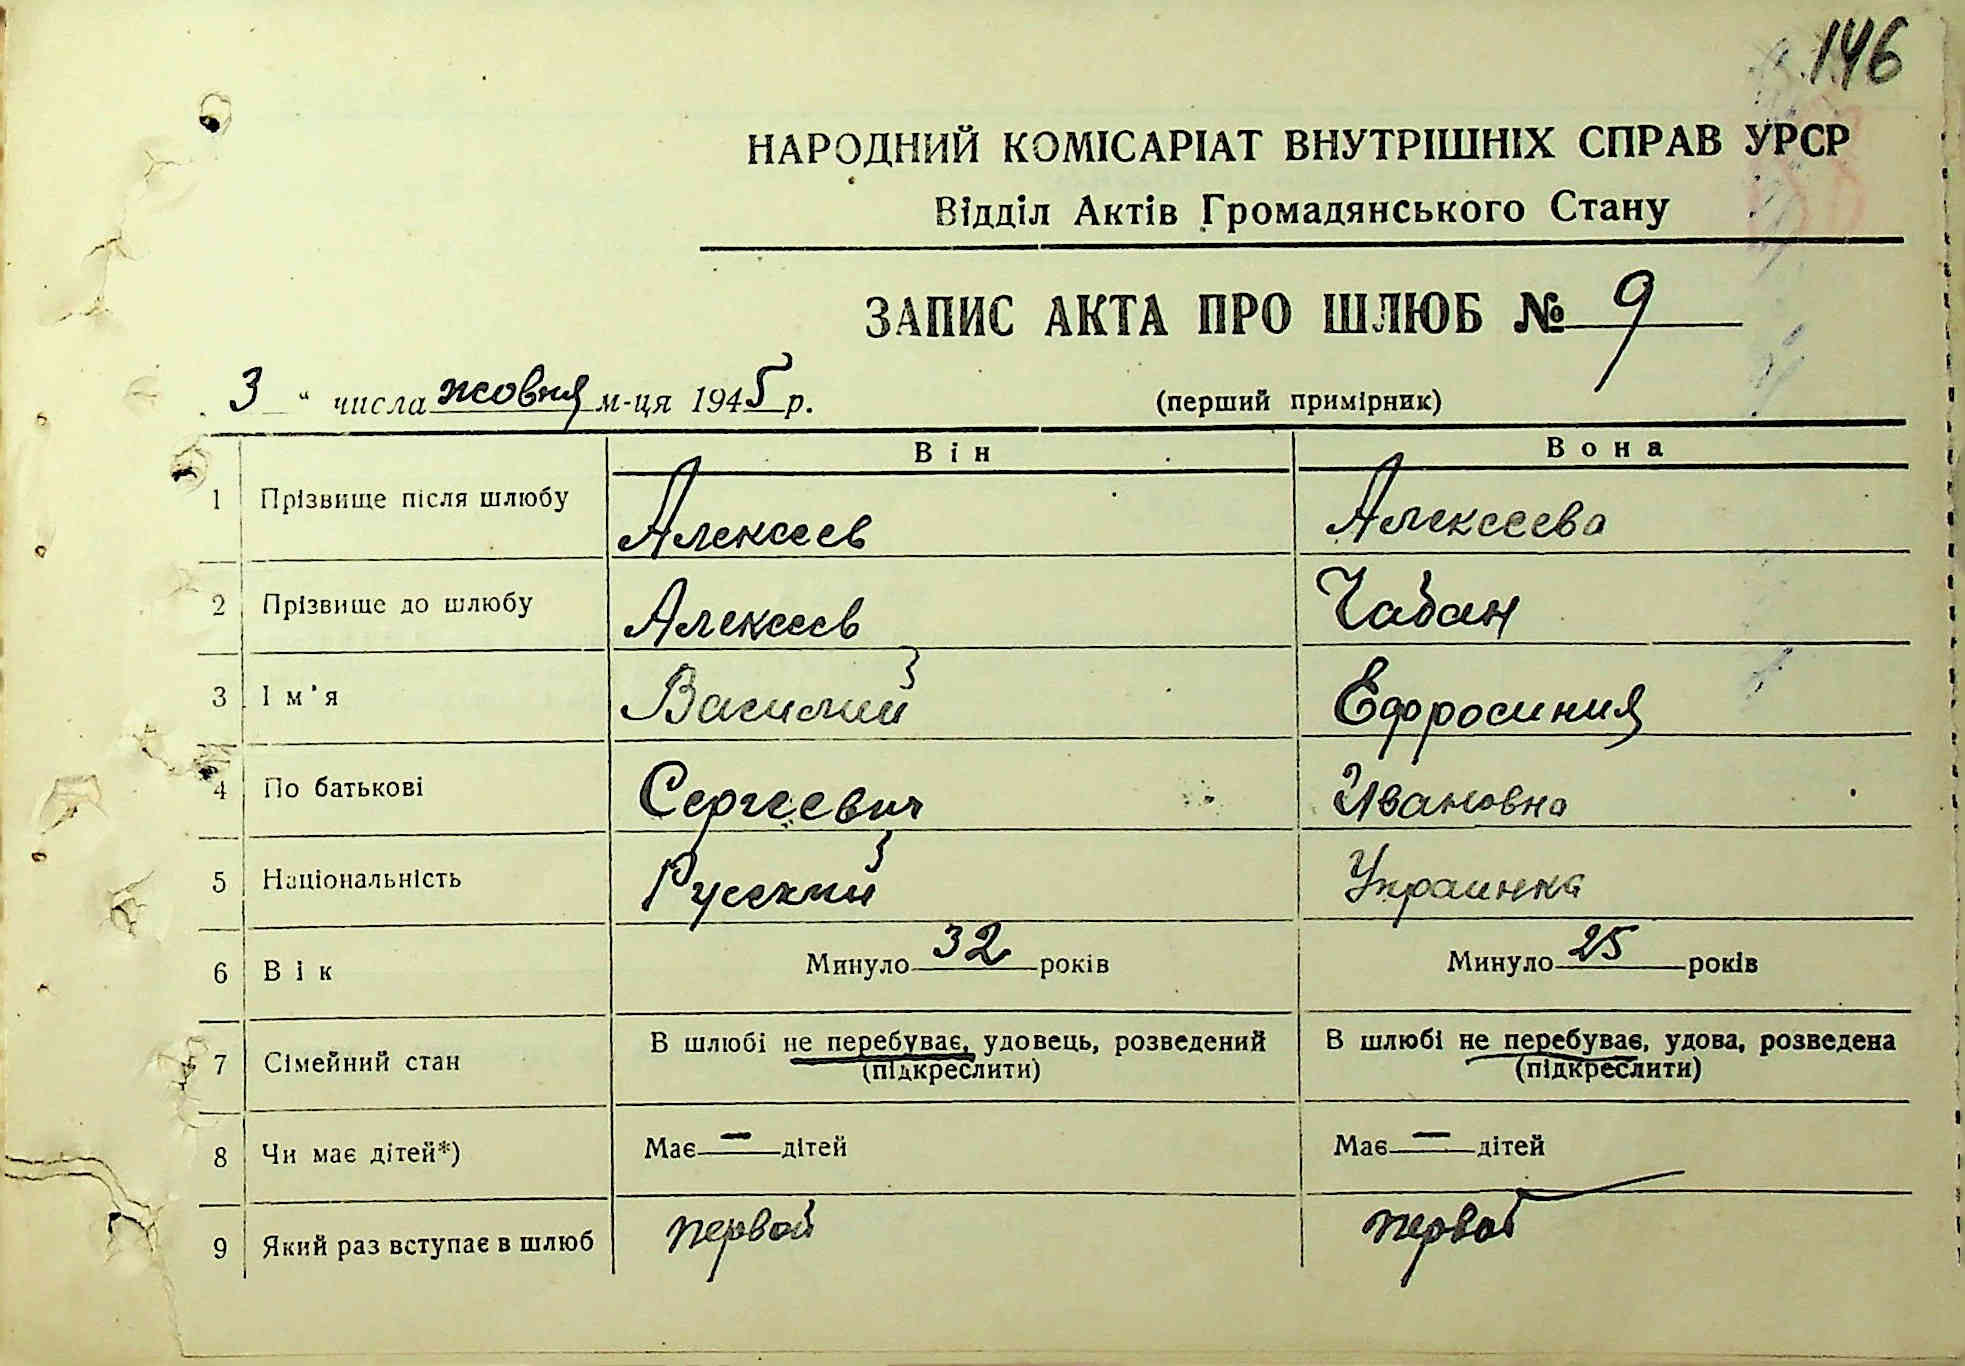 146
НАРОДНИЙ КОМІСАРІАТ ВНУТРІШНІХ СПРАВ УРСР
Відділ Актів Громадянського Стану
ЗАПИС АКТА ПРО ШЛЮБ № 9
3 " числа жовня м-ця 1945 р. (перший примірник)
Він Вона
1 Прізвище після шлюбу Алексеев Алексеева
2 Прізвище до шлюбу Алексеев Чабан
3 Ім'я Василий Ефросиния
4 По батькові Сергеевич Ивановна
5 Національність Русский Украинка
6 Вік Минуло 32 років Минуло 25 років
7 Сімейний стан В шлюбі не перебуває, удовець, розведений (підкреслити) В шлюбі не перебуває, удова, розведена (підкреслити)
8 Чи має дітей*) Має — дітей Має — дітей
9 Який раз вступає в шлюб первой первой